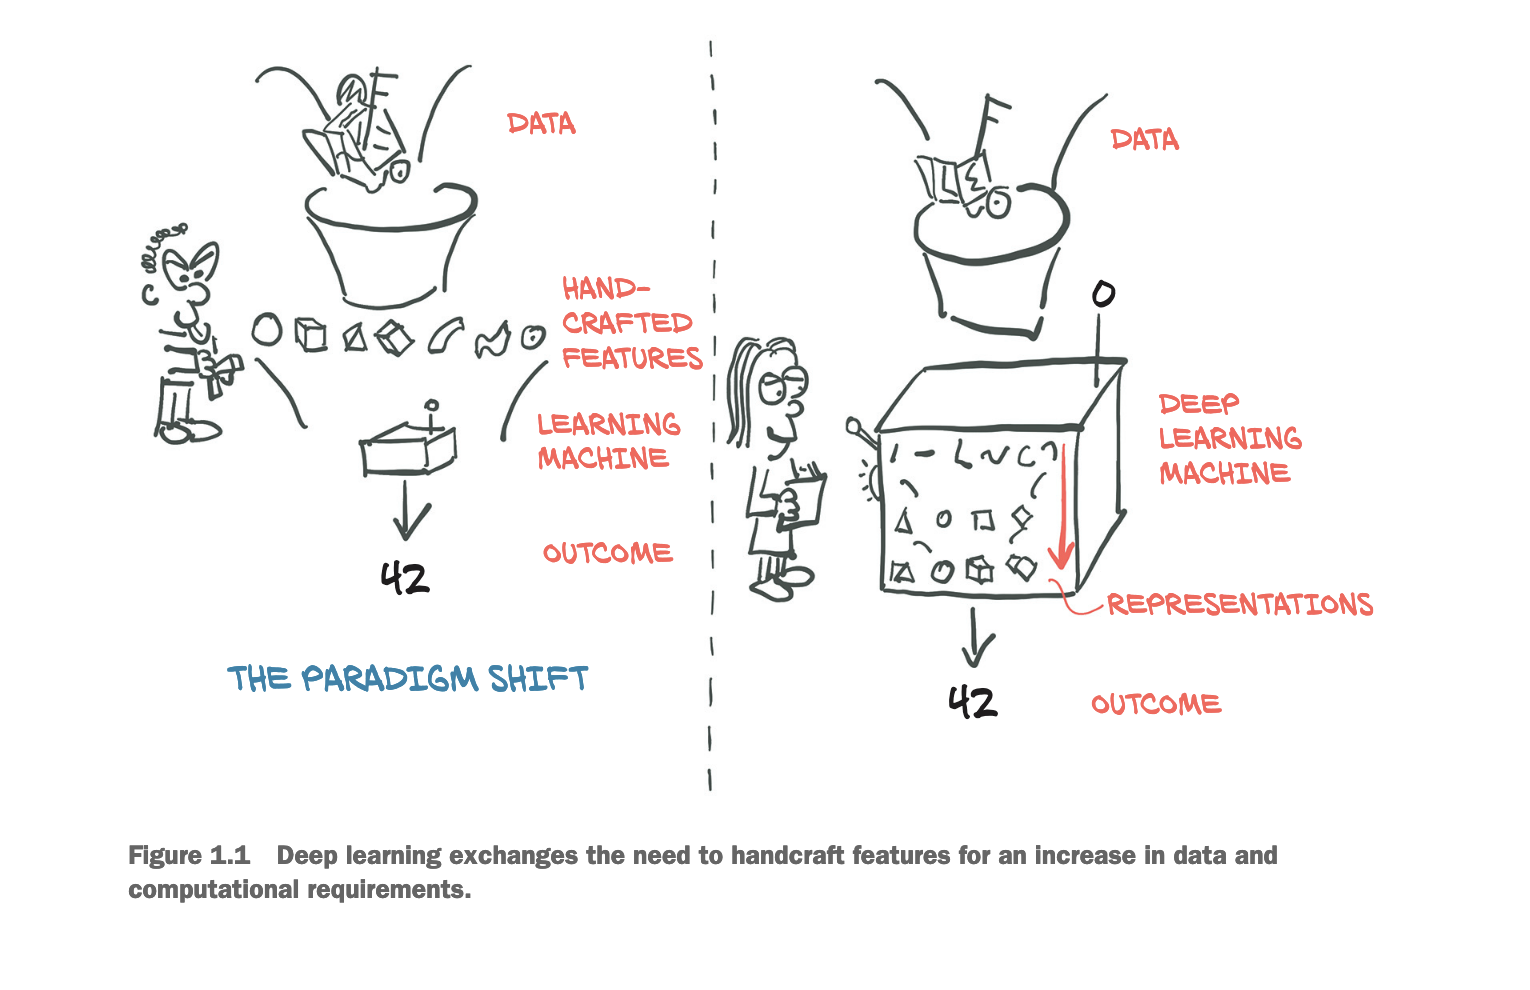 DATA
HAND-
CRAFTED
FEATURES
LEARNING
MACHINE
42
OUTCOME
THE PARADIGM SHIFT
DATA
DEEP
LEARNING
MACHINE
REPRESENTATIONS
42
OUTCOME
Figure 1.1 Deep learning exchanges the need to handcraft features for an increase in data and
computational requirements.